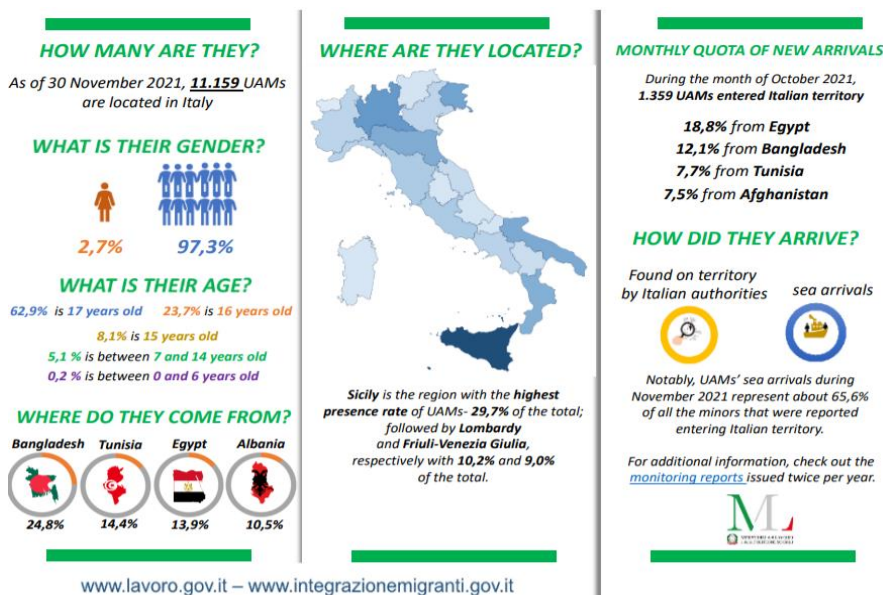 HOW MANY ARE THEY?
As of 30 November 2021, 11.159 UAMs
are located in Italy
WHAT IS THEIR GENDER?
2,7% 97,3%
WHAT IS THEIR AGE?
62,9% is 17 years old 23,7% is 16 years old
8,1% is 15 years old
5,1 % is between 7 and 14 years old
0,2 % is between 0 and 6 years old
WHERE DO THEY COME FROM?
Bangladesh Tunisia Egypt Albania
24,8% 14,4% 13,9% 10,5%
WHERE ARE THEY LOCATED?
Sicily is the region with the highest
presence rate of UAMs- 29,7% of the total;
followed by Lombardy
and Friuli-Venezia Giulia,
respectively with 10,2% and 9,0%
of the total.
MONTHLY QUOTA OF NEW ARRIVALS
During the month of October 2021,
1.359 UAMs entered Italian territory
18,8% from Egypt
12,1% from Bangladesh
7,7% from Tunisia
7,5% from Afghanistan
HOW DID THEY ARRIVE?
Found on territory
by Italian authorities
sea arrivals
Notably, UAMs' sea arrivals during
November 2021 represent about 65,6%
of all the minors that were reported
entering Italian territory.
For additional information, check out the
monitoring reports issued twice per year.
ML
www.lavoro.gov.it – www.integrazionemigranti.gov.it